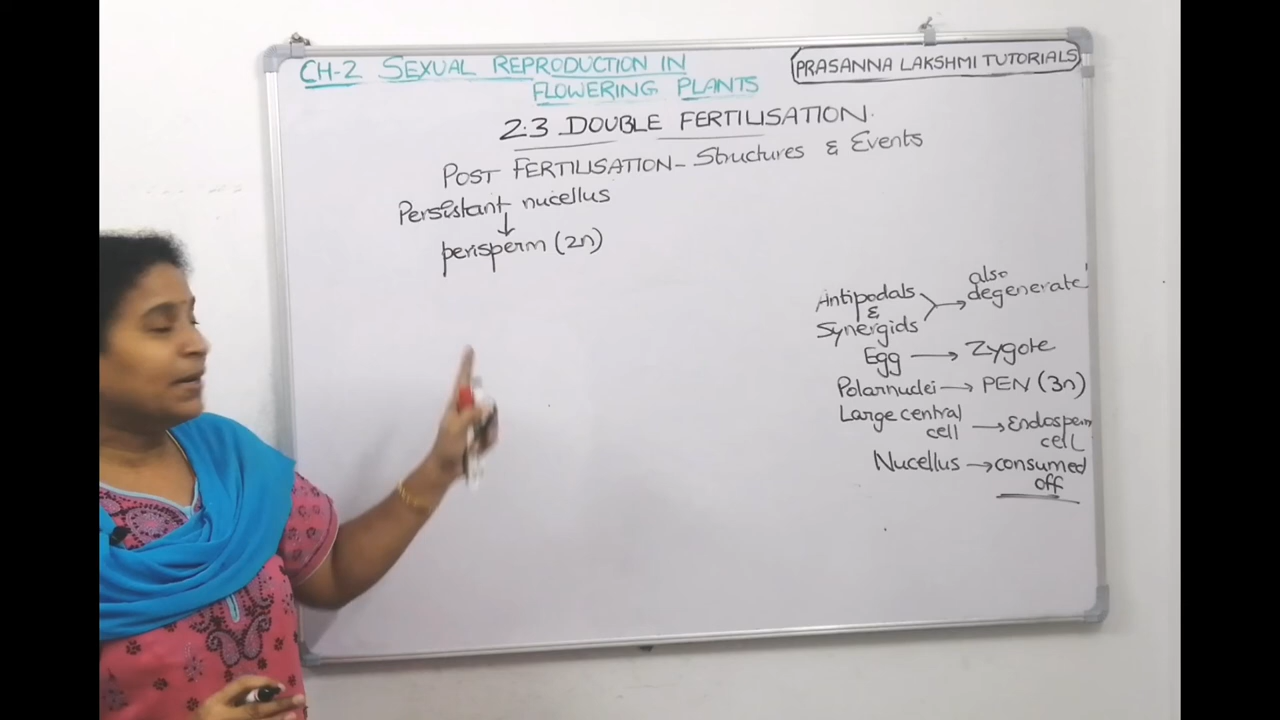 CH-2 SEXUAL REPRODUCTION IN
FLOWERING PLANTS
PRASANNA LAKSHMI TUTORIALS
2.3 DOUBLE FERTILISATION.
POST FERTILISATION - Structures & Events
Persistant nucellus
↓
perisperm (2n)
Antipodals
&
Synergids
→ also
degenerate
Egg → Zygote
Polarnuclei → PEN (3n)
Large central
cell → Endosperm
cell
Nucellus → consumed
off